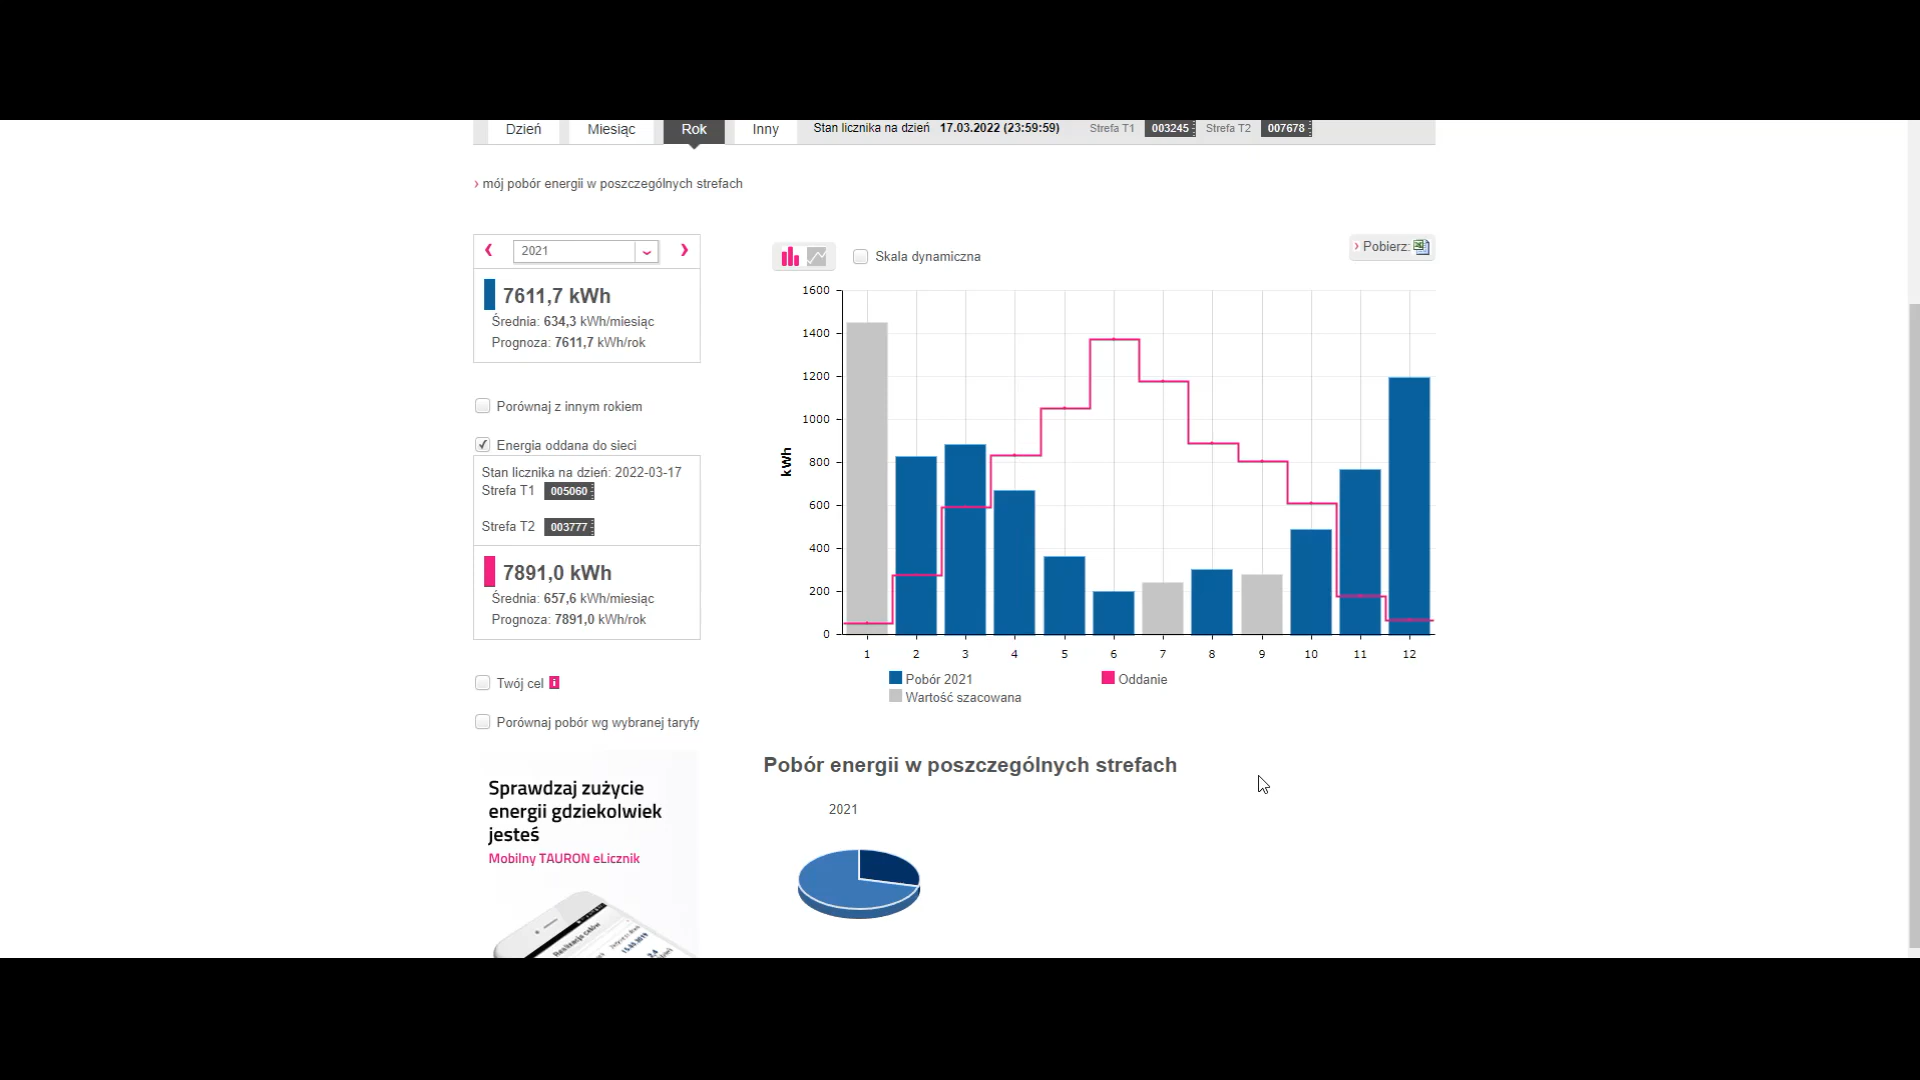 Dzień Miesiąc Rok Inny Stan licznika na dzień 17.03.2022 (23:59:59) Strefa T1 003245 Strefa T2 007678
› mój pobór energii w poszczególnych strefach
2021
7611,7 kWh
Średnia: 634,3 kWh/miesiąc
Prognoza: 7611,7 kWh/rok
Porównaj z innym rokiem
Energia oddana do sieci
Stan licznika na dzień: 2022-03-17
Strefa T1 005060
Strefa T2 003777
7891,0 kWh
Średnia: 657,6 kWh/miesiąc
Prognoza: 7891,0 kWh/rok
Twój cel i
Porównaj pobór wg wybranej taryfy
Sprawdzaj zużycie
energii gdziekolwiek
jesteś
Mobilny TAURON eLicznik
Skala dynamiczna
› Pobierz:
kWh
1600
1400
1200
1000
800
600
400
200
0
1 2 3 4 5 6 7 8 9 10 11 12
Pobór 2021 Oddanie
Wartość szacowana
Pobór energii w poszczególnych strefach
2021